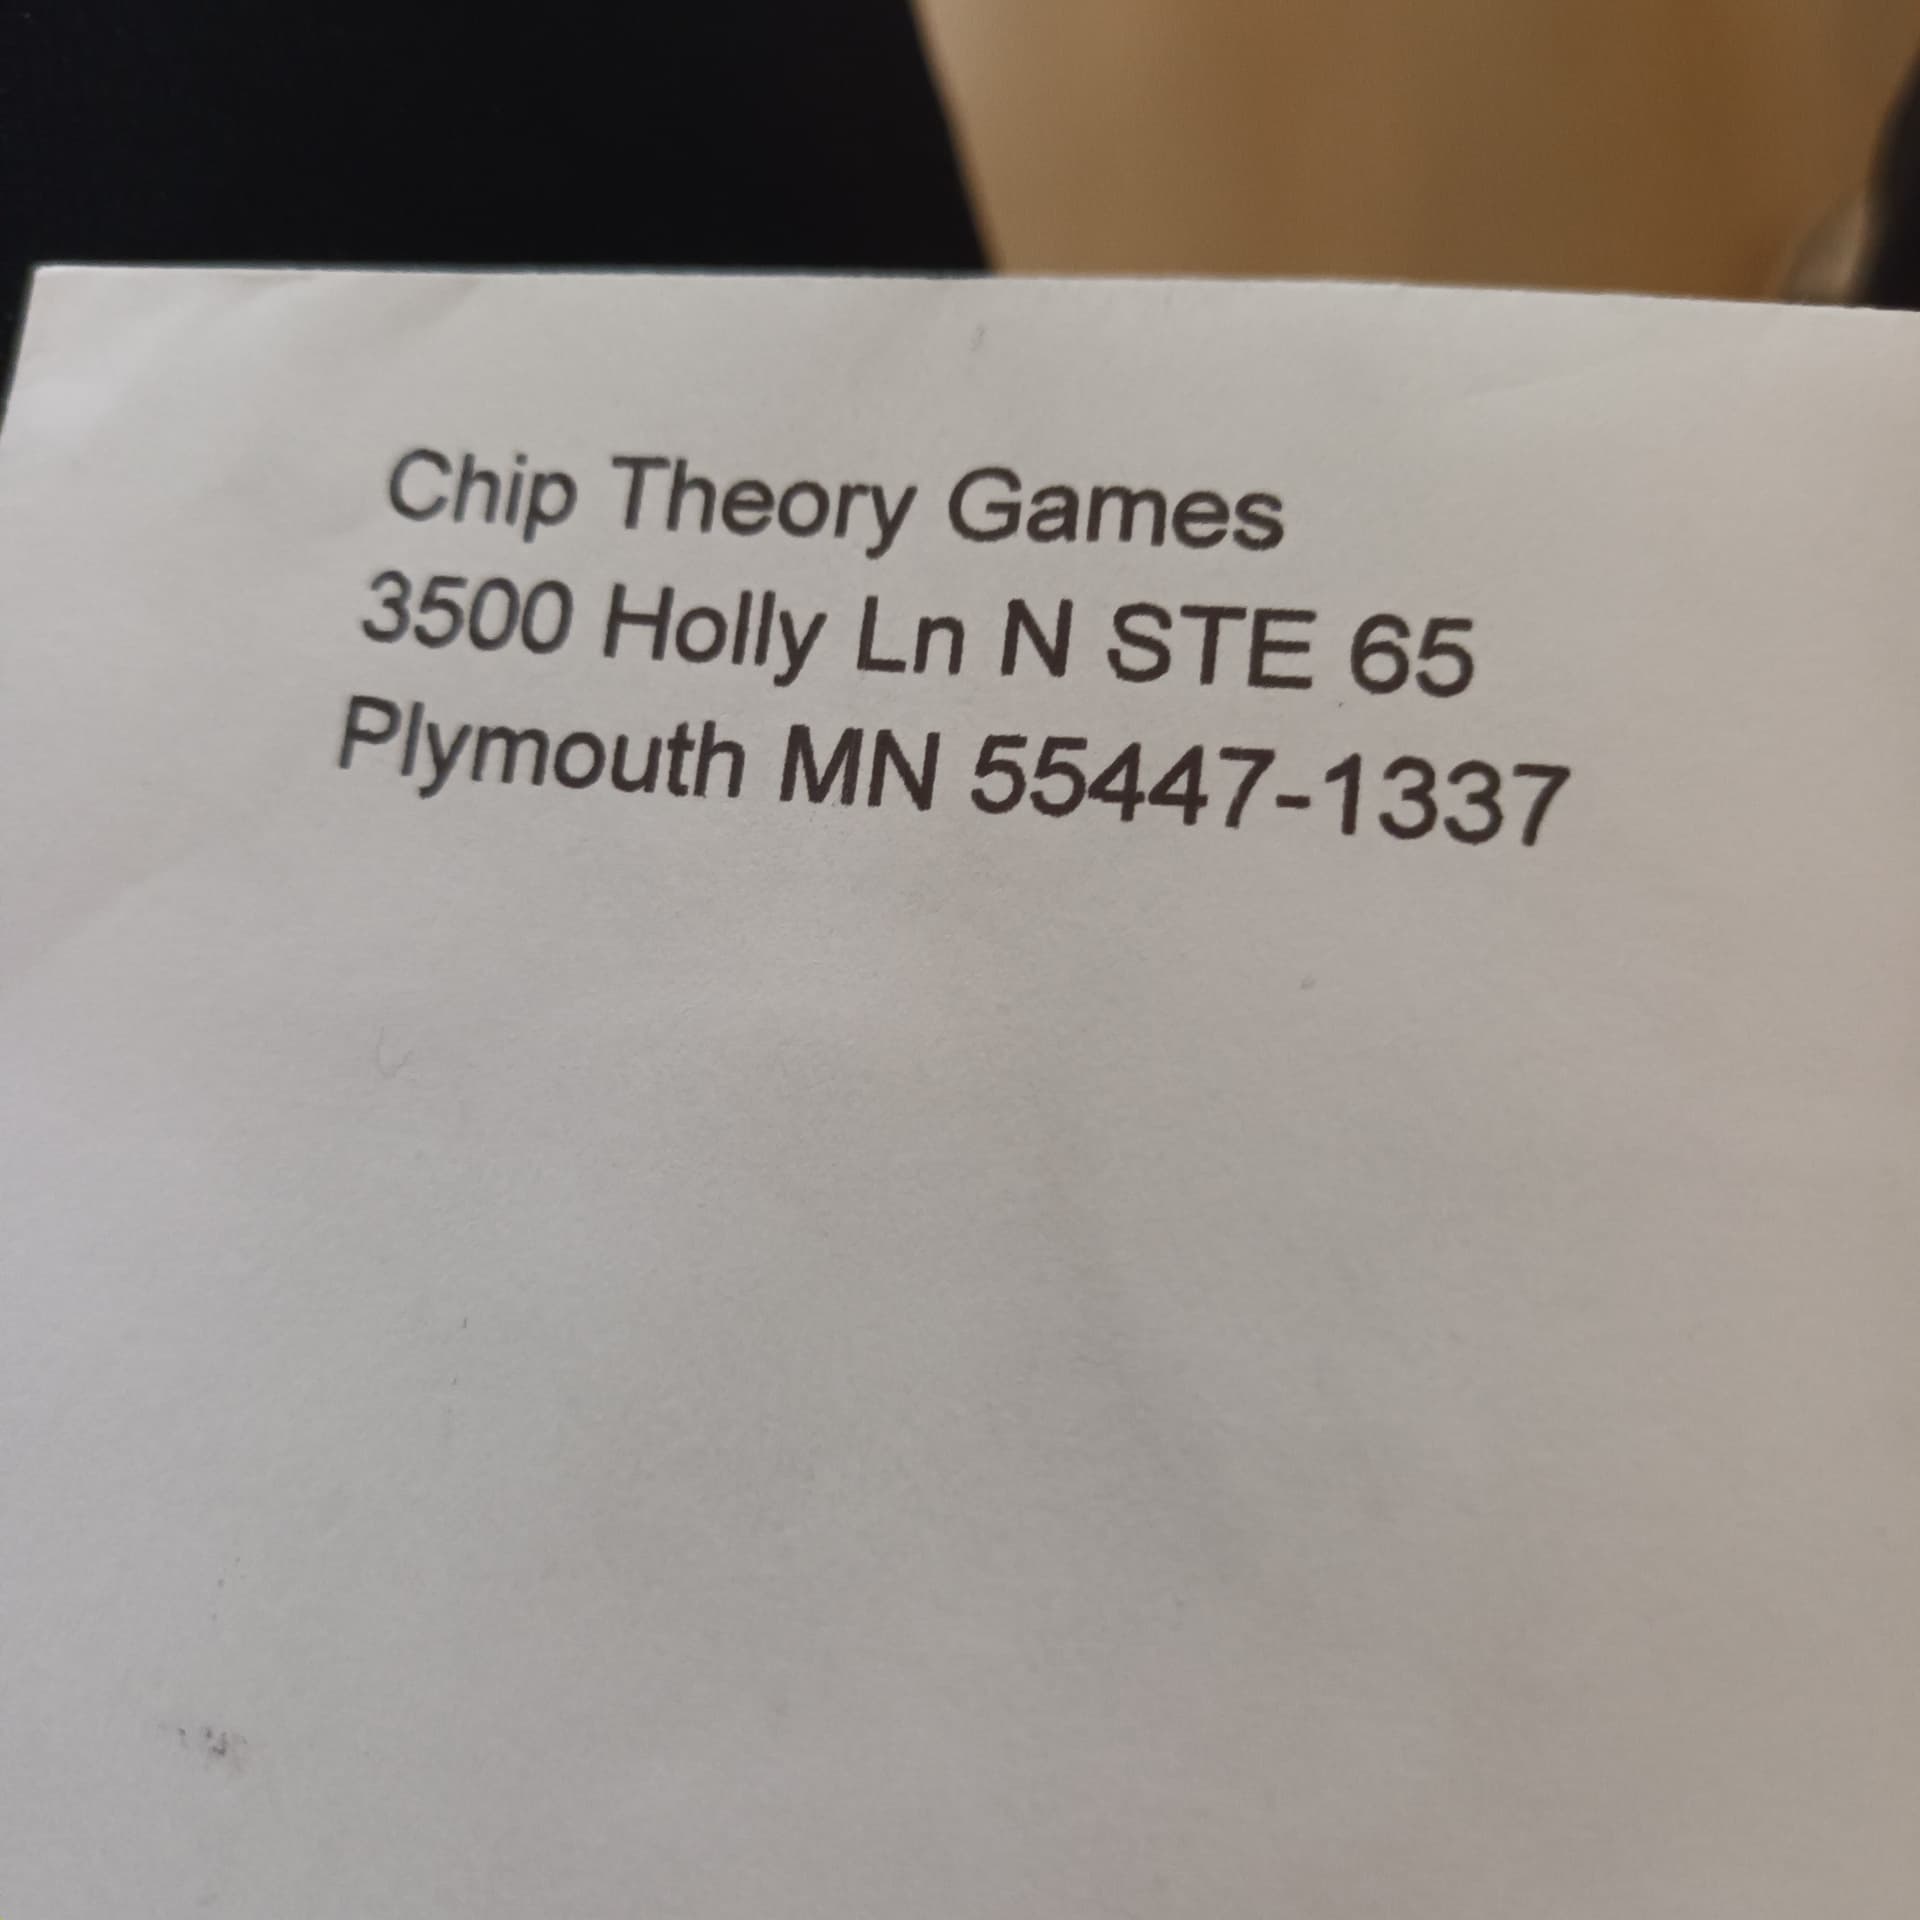 Chip Theory Games
3500 Holly Ln N STE 65
Plymouth MN 55447-1337